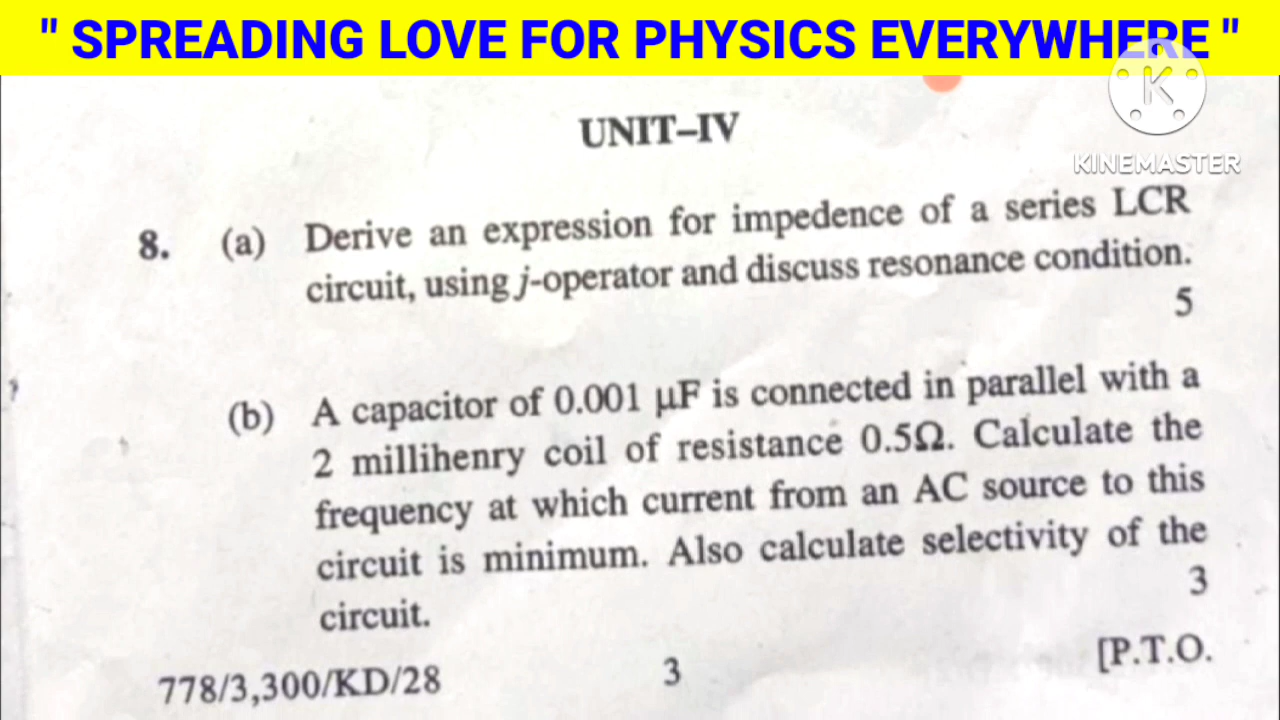 " SPREADING LOVE FOR PHYSICS EVERYWHERE "
K
KINEMASTER
UNIT–IV
8. (a) Derive an expression for impedence of a series LCR
circuit, using j-operator and discuss resonance condition.
5
(b) A capacitor of 0.001 μF is connected in parallel with a
2 millihenry coil of resistance 0.5Ω. Calculate the
frequency at which current from an AC source to this
circuit is minimum. Also calculate selectivity of the
circuit.
3
778/3,300/KD/28 3 [P.T.O.